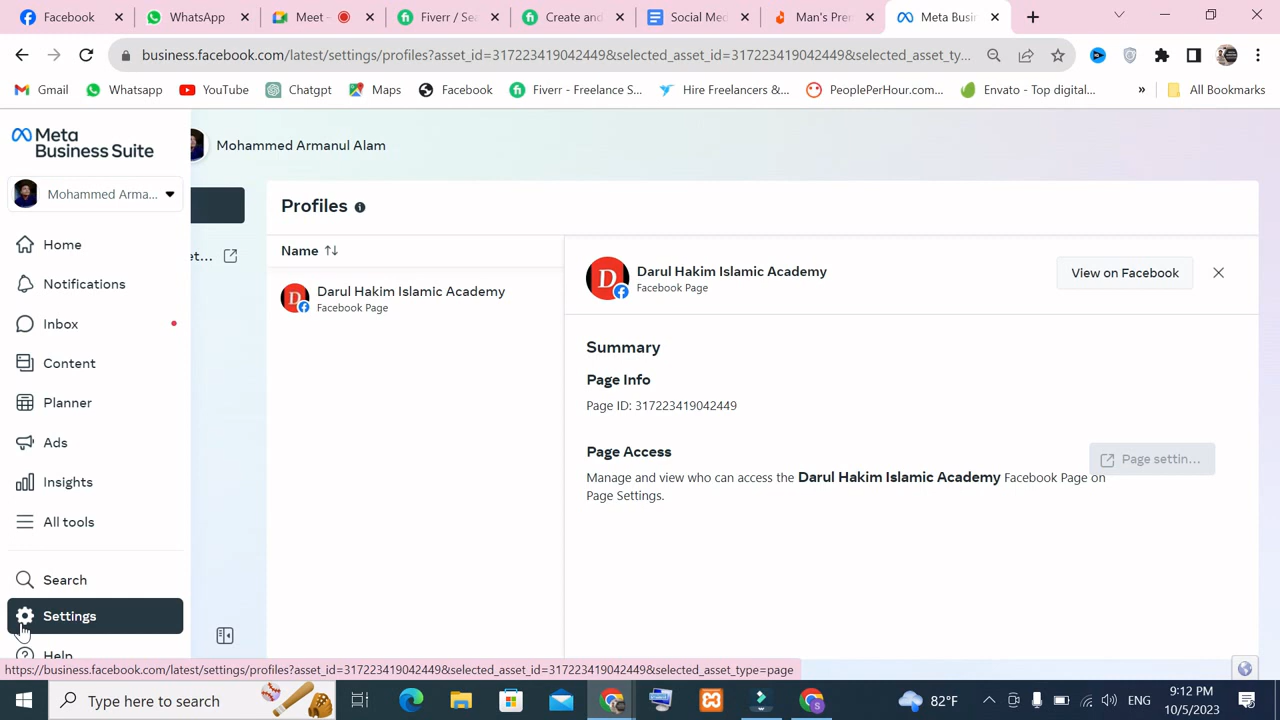 Facebook
WhatsApp
Meet -
Fiverr / Se
Create and
Social Me
Man's Pre
Meta Busi
business.facebook.com/latest/settings/profiles?asset_id=317223419042449&selected_asset_id=317223419042449&selected_asset_ty...
Gmail
Whatsapp
YouTube
Chatgpt
Maps
Facebook
Fiverr - Freelance S...
Hire Freelancers &...
PeoplePerHour.com...
Envato - Top digital...
»
All Bookmarks
Meta
Business Suite
Mohammed Armanul Alam
Mohammed Arma...
Home
Notifications
Inbox
Content
Planner
Ads
Insights
All tools
Search
Settings
Help
et...
Profiles
Name
Darul Hakim Islamic Academy
Facebook Page
D
Darul Hakim Islamic Academy
Facebook Page
D
View on Facebook
Summary
Page Info
Page ID: 317223419042449
Page Access
Manage and view who can access the Darul Hakim Islamic Academy Facebook Page on
Page Settings.
Page settin...
https://business.facebook.com/latest/settings/profiles?asset_id=317223419042449&selected_asset_id=317223419042449&selected_asset_type=page
Type here to search
S
82°F
ENG
9:12 PM
10/5/2023